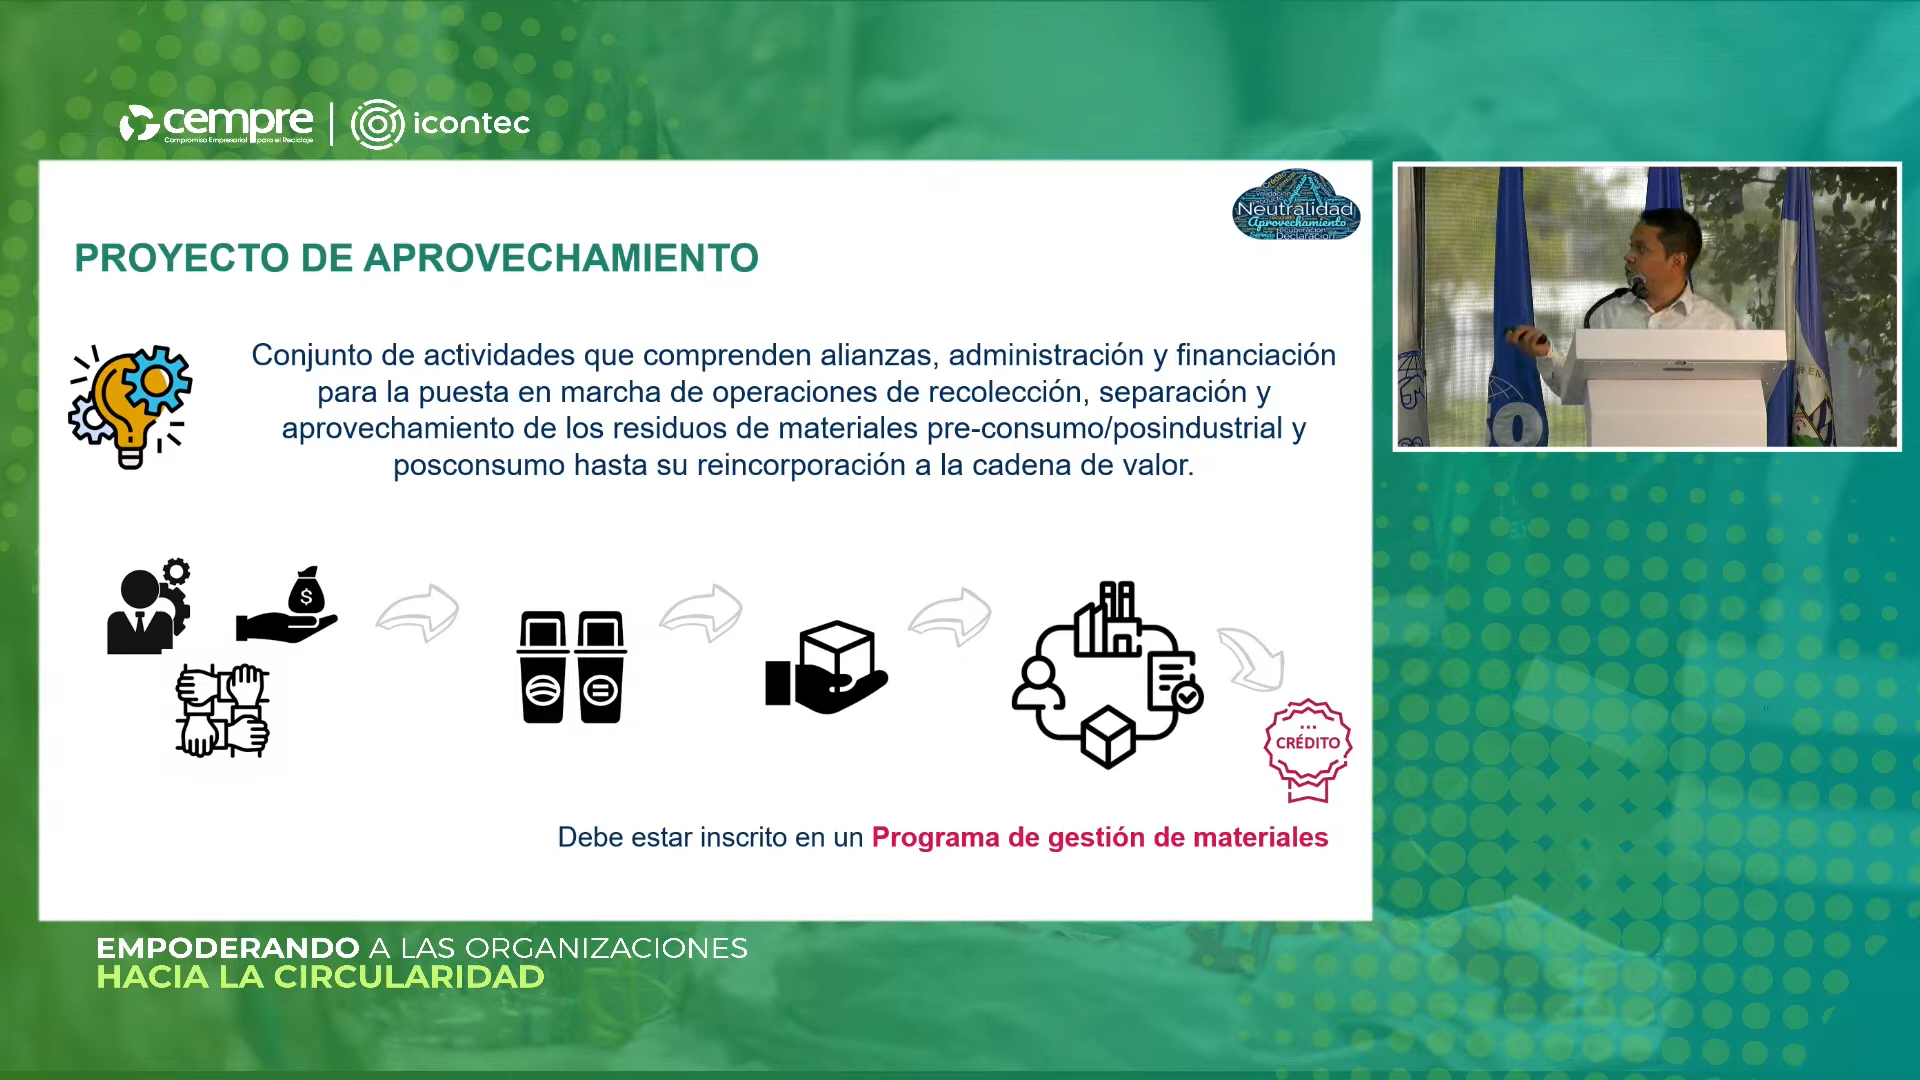 cempre
Compromiso Empresarial para el Reciclaje
icontec
Neutralidad
Aprovechamiento
Declaración
PROYECTO DE APROVECHAMIENTO
Conjunto de actividades que comprenden alianzas, administración y financiación
para la puesta en marcha de operaciones de recolección, separación y
aprovechamiento de los residuos de materiales pre-consumo/posindustrial y
posconsumo hasta su reincorporación a la cadena de valor.
$
CRÉDITO
Debe estar inscrito en un Programa de gestión de materiales
EMPODERANDO A LAS ORGANIZACIONES
HACIA LA CIRCULARIDAD